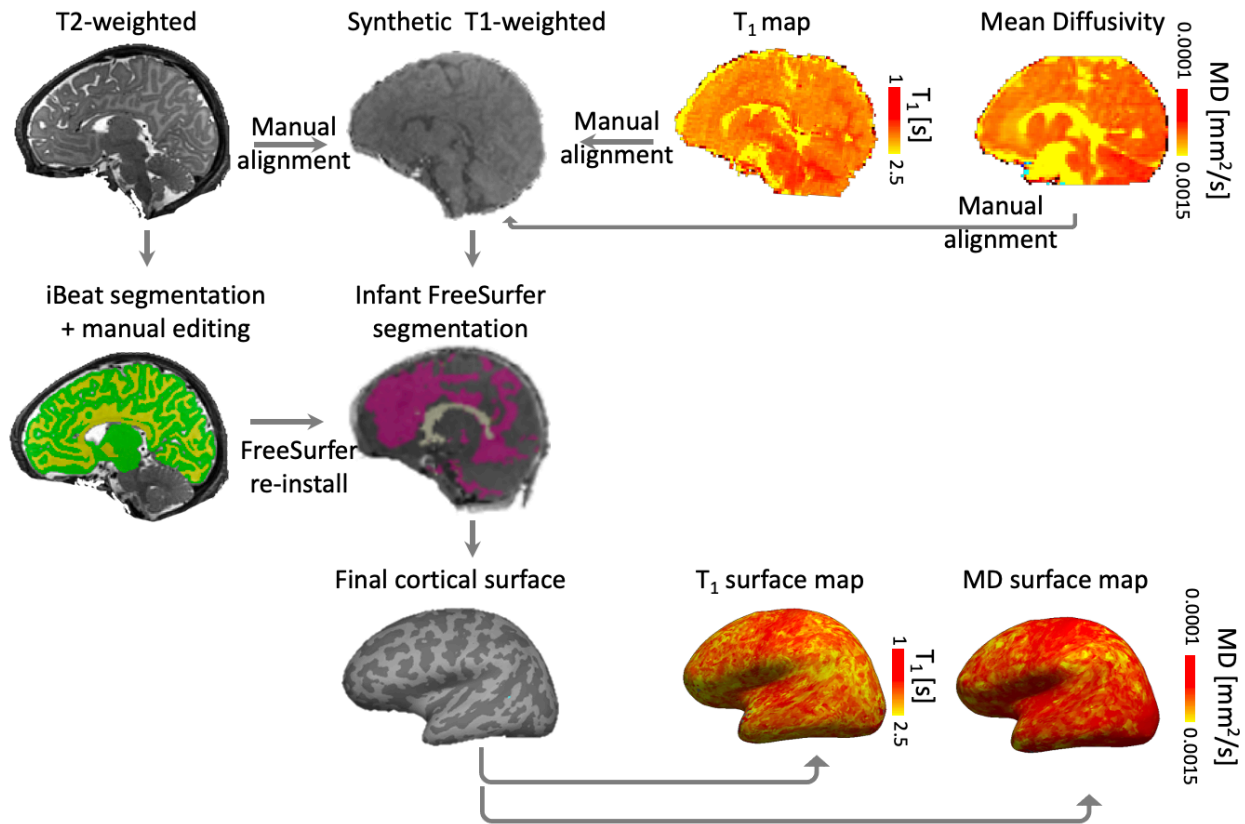 T2-weighted
Synthetic T1-weighted
T₁ map
Mean Diffusivity
Manual
alignment
Manual
alignment
1
T₁ [s]
2.5
0.0001
MD [mm²/s]
0.0015
Manual
alignment
iBeat segmentation
+ manual editing
Infant FreeSurfer
segmentation
FreeSurfer
re-install
Final cortical surface
T₁ surface map
MD surface map
1
T₁ [s]
2.5
0.0001
MD [mm²/s]
0.0015